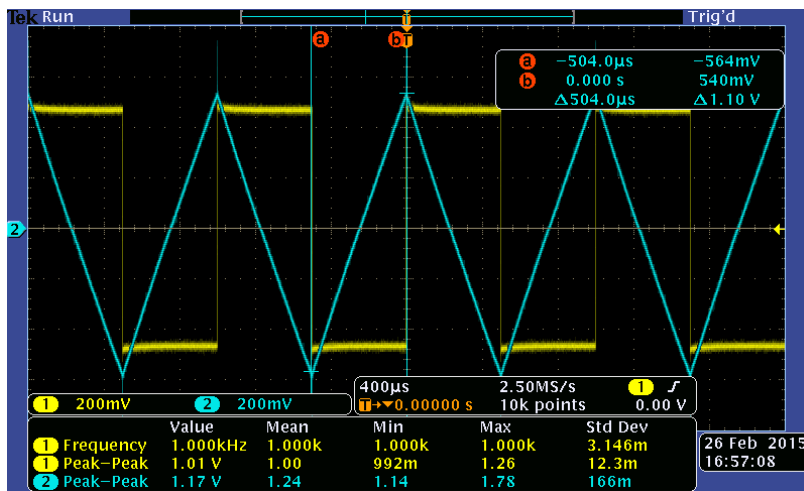 Tek Run Trig'd
a b T
a -504.0μs -564mV
b 0.000 s 540mV
Δ504.0μs Δ1.10 V
2
400μs 2.50MS/s 1
1 200mV 2 200mV T→▼0.00000 s 10k points 0.00 V
Value Mean Min Max Std Dev
1 Frequency 1.000kHz 1.000k 1.000k 1.000k 3.146m
1 Peak-Peak 1.01 V 1.00 992m 1.26 12.3m
2 Peak-Peak 1.17 V 1.24 1.14 1.78 166m
26 Feb 2015
16:57:08